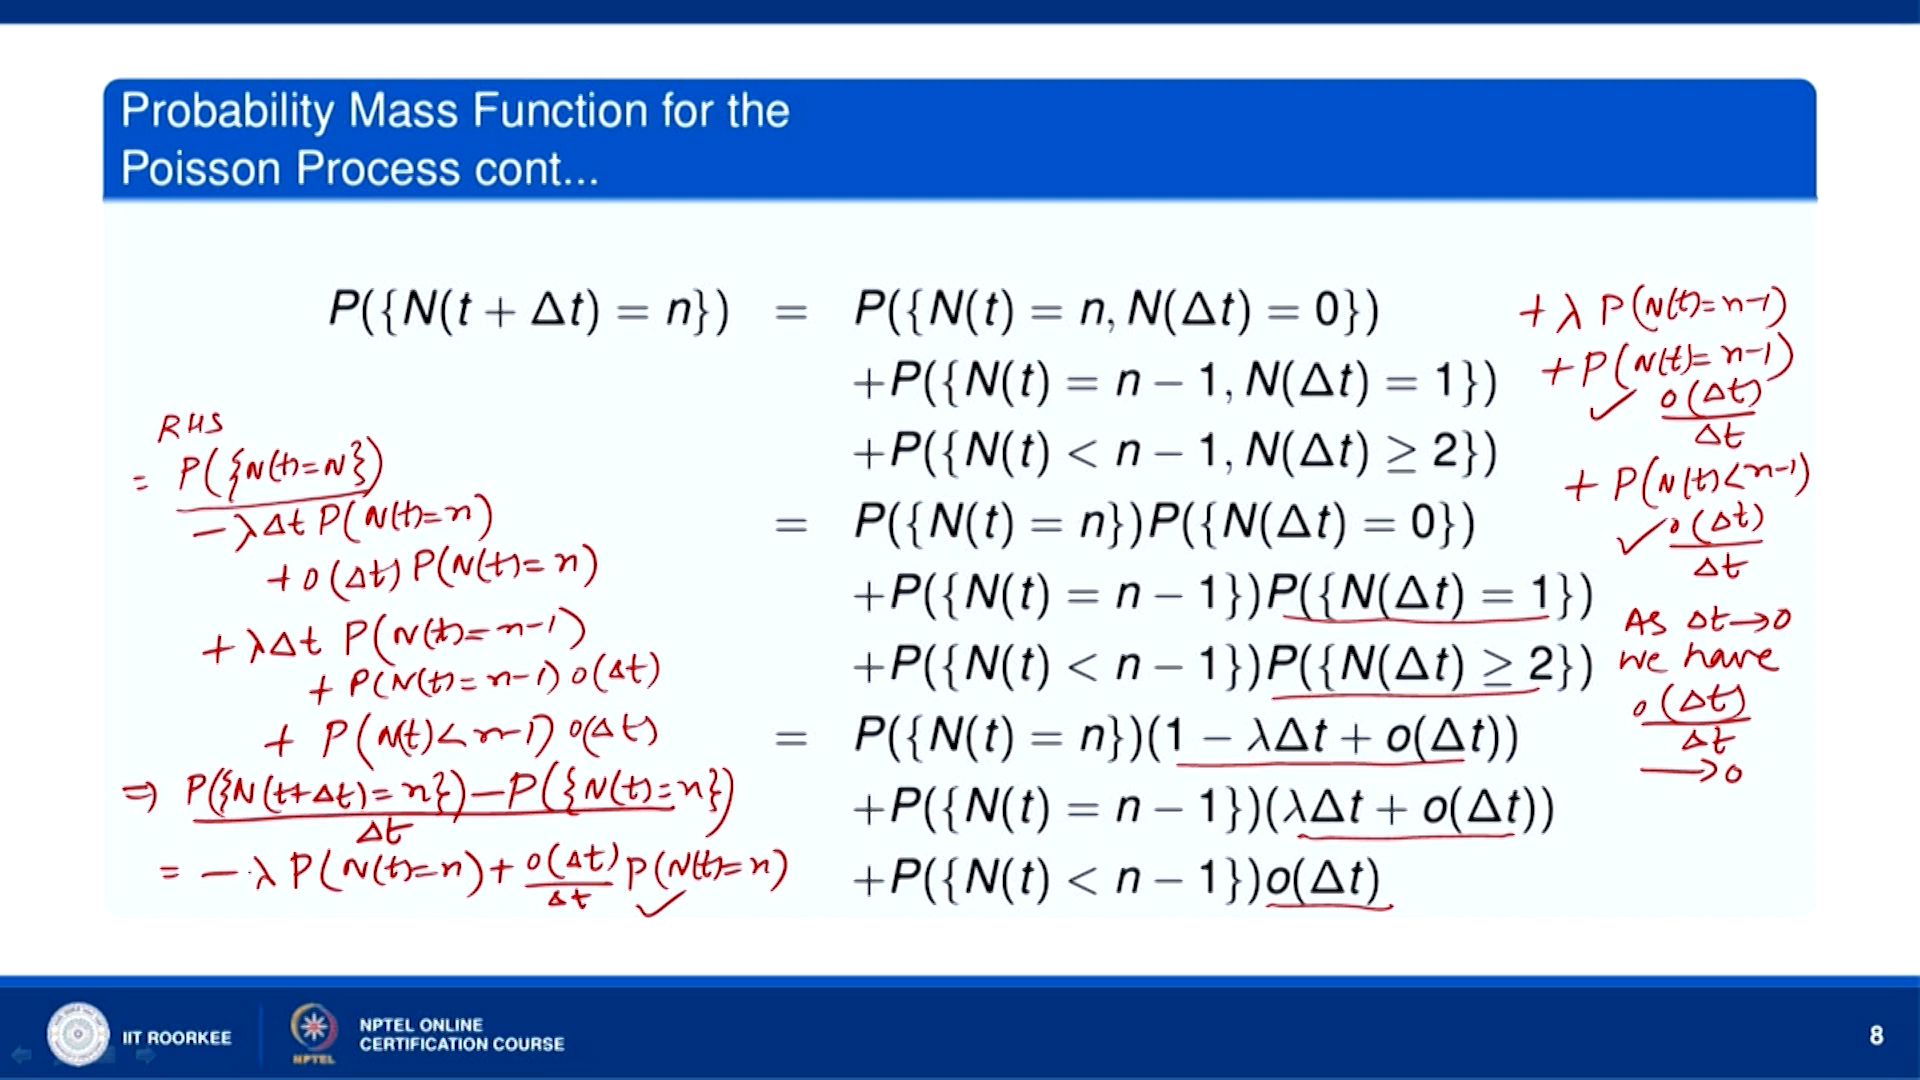 Probability Mass Function for the
Poisson Process cont...
P({N(t + Δt) = n}) = P({N(t) = n, N(Δt) = 0})
+P({N(t) = n − 1, N(Δt) = 1})
+P({N(t) < n − 1, N(Δt) ≥ 2})
= P({N(t) = n})P({N(Δt) = 0})
+P({N(t) = n − 1})P({N(Δt) = 1})
+P({N(t) < n − 1})P({N(Δt) ≥ 2})
= P({N(t) = n})(1 − λΔt + o(Δt))
+P({N(t) = n − 1})(λΔt + o(Δt))
+P({N(t) < n − 1})o(Δt)
RHS
= P({N(t)=N})
− λΔt P(N(t)=n)
+ o(Δt) P(N(t)=n)
+ λΔt P(N(t)=n−1)
+ P(N(t)=n−1) o(Δt)
+ P(N(t)<n−1) o(Δt)
⇒ P({N(t+Δt)=n}) − P({N(t)=n})
Δt
= − λ P(N(t)=n) + o(Δt)/Δt P(N(t)=n) ✓
+ λ P(N(t)=n−1)
+ P(N(t)=n−1)
✓ o(Δt)
Δt
+ P(N(t)<n−1)
✓ o(Δt)
Δt
As Δt→0
we have
o(Δt)
Δt
→0
IIT ROORKEE
NPTEL
NPTEL ONLINE
CERTIFICATION COURSE
8